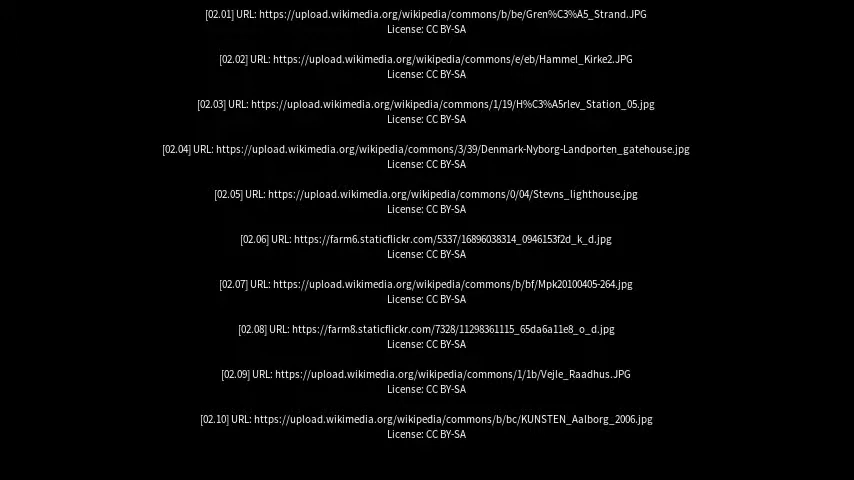 [02.01] URL: https://upload.wikimedia.org/wikipedia/commons/b/be/Gren%C3%A5_Strand.JPG
License: CC BY-SA
[02.02] URL: https://upload.wikimedia.org/wikipedia/commons/e/eb/Hammel_Kirke2.JPG
License: CC BY-SA
[02.03] URL: https://upload.wikimedia.org/wikipedia/commons/1/19/H%C3%A5rlev_Station_05.jpg
License: CC BY-SA
[02.04] URL: https://upload.wikimedia.org/wikipedia/commons/3/39/Denmark-Nyborg-Landporten_gatehouse.jpg
License: CC BY-SA
[02.05] URL: https://upload.wikimedia.org/wikipedia/commons/0/04/Stevns_lighthouse.jpg
License: CC BY-SA
[02.06] URL: https://farm6.staticflickr.com/5337/16896038314_0946153f2d_k_d.jpg
License: CC BY-SA
[02.07] URL: https://upload.wikimedia.org/wikipedia/commons/b/bf/Mpk20100405-264.jpg
License: CC BY-SA
[02.08] URL: https://farm8.staticflickr.com/7328/11298361115_65da6a11e8_o_d.jpg
License: CC BY-SA
[02.09] URL: https://upload.wikimedia.org/wikipedia/commons/1/1b/Vejle_Raadhus.JPG
License: CC BY-SA
[02.10] URL: https://upload.wikimedia.org/wikipedia/commons/b/bc/KUNSTEN_Aalborg_2006.jpg
License: CC BY-SA